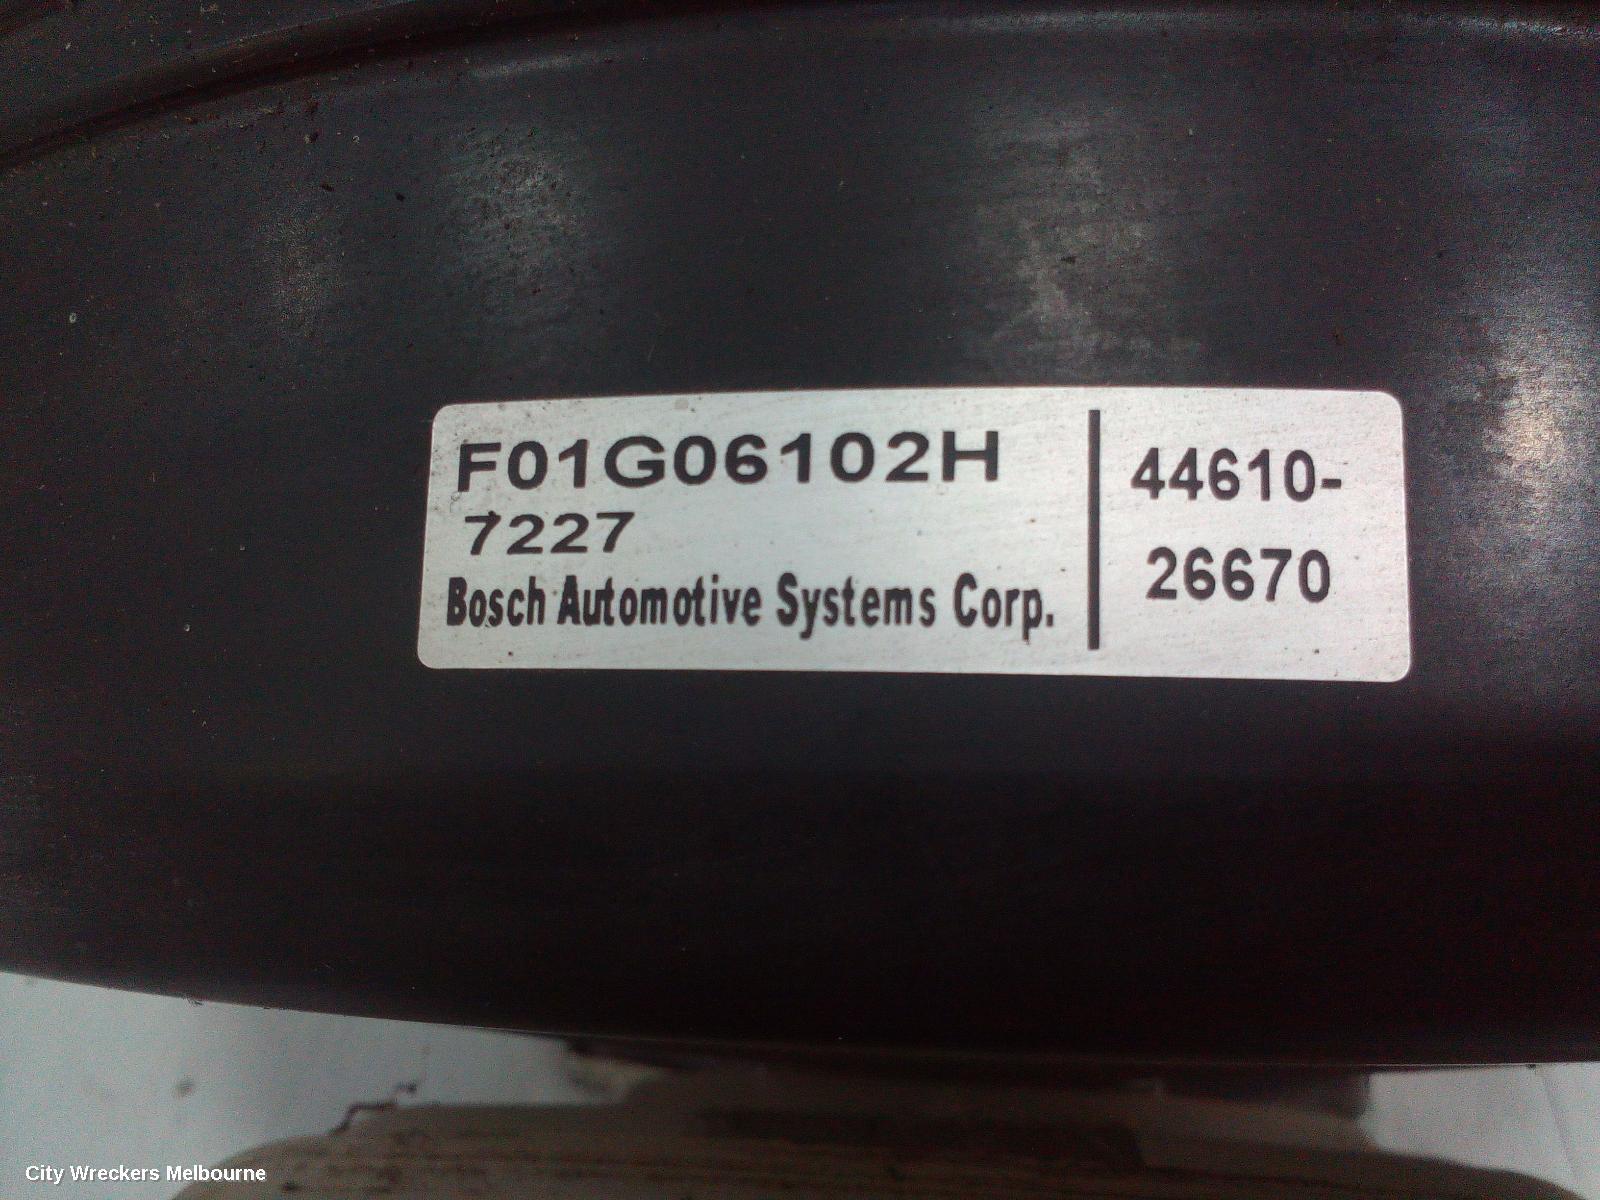 F01G06102H
7227
Bosch Automotive Systems Corp.
44610-
26670
City Wreckers Melbourne